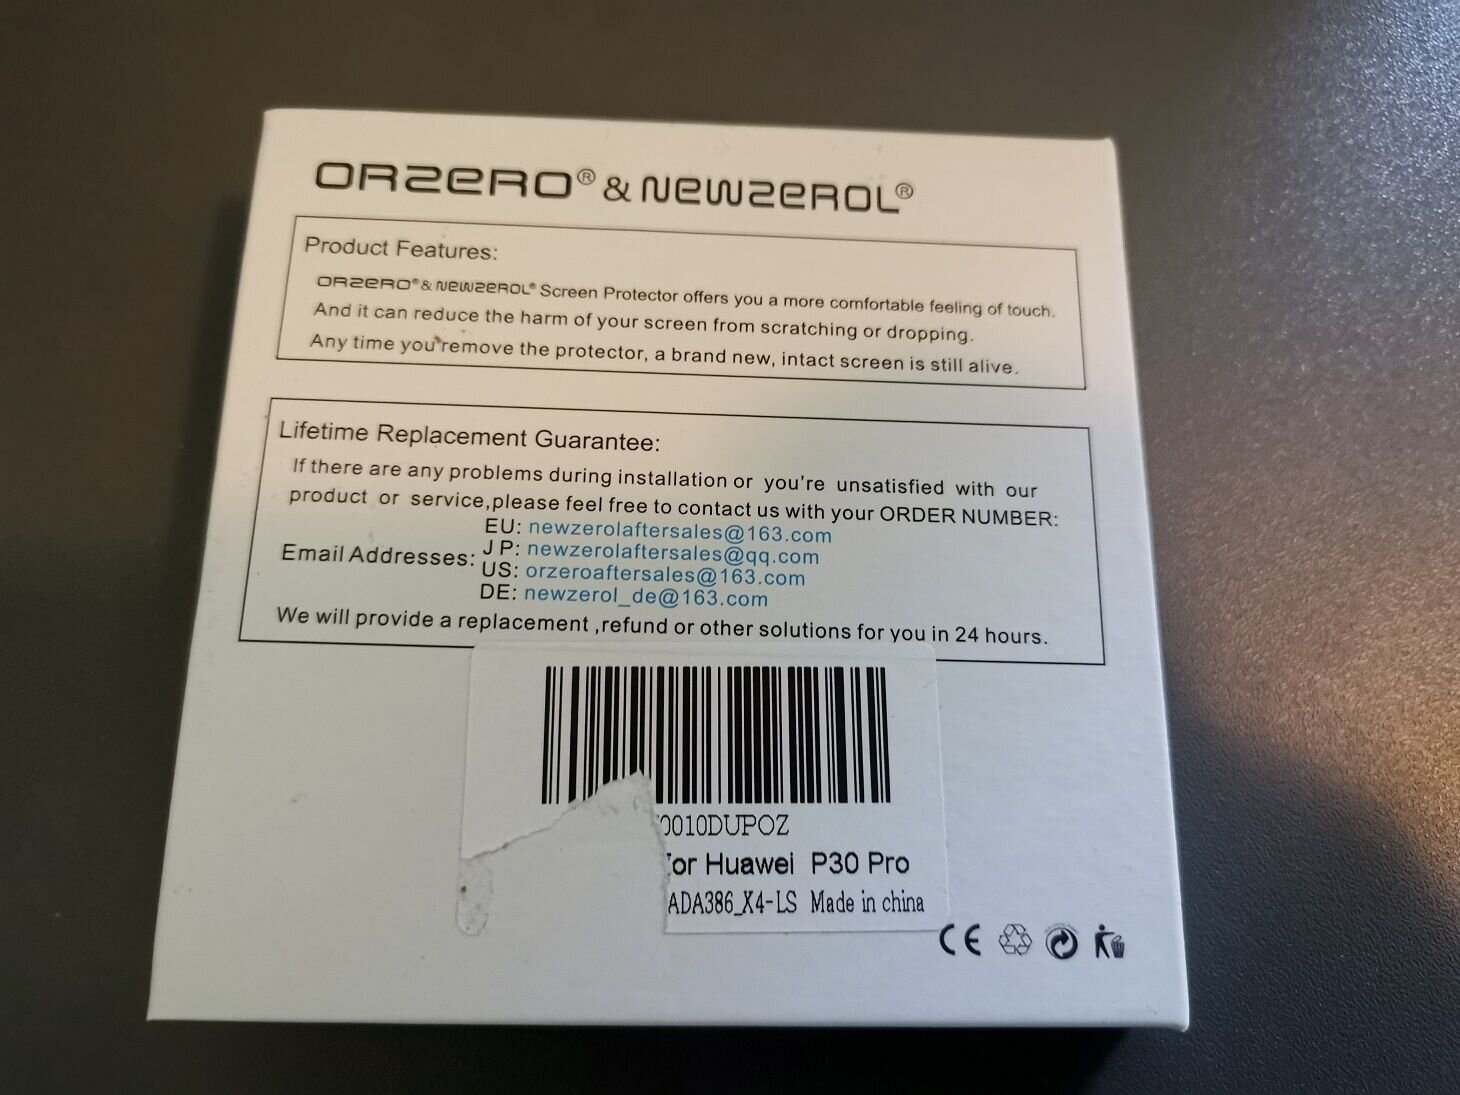 ORZERO® & NEWZEROL®
Product Features:
ORZERO®& NEWZEROL® Screen Protector offers you a more comfortable feeling of touch.
And it can reduce the harm of your screen from scratching or dropping.
Any time you remove the protector, a brand new, intact screen is still alive.
Lifetime Replacement Guarantee:
If there are any problems during installation or you're unsatisfied with our
product or service,please feel free to contact us with your ORDER NUMBER:
Email Addresses:
EU: newzerolaftersales@163.com
JP: newzerolaftersales@qq.com
US: orzeroaftersales@163.com
DE: newzerol_de@163.com
We will provide a replacement ,refund or other solutions for you in 24 hours.
0010DUPOZ
or Huawei P30 Pro
ADA386_X4-LS Made in china
CE